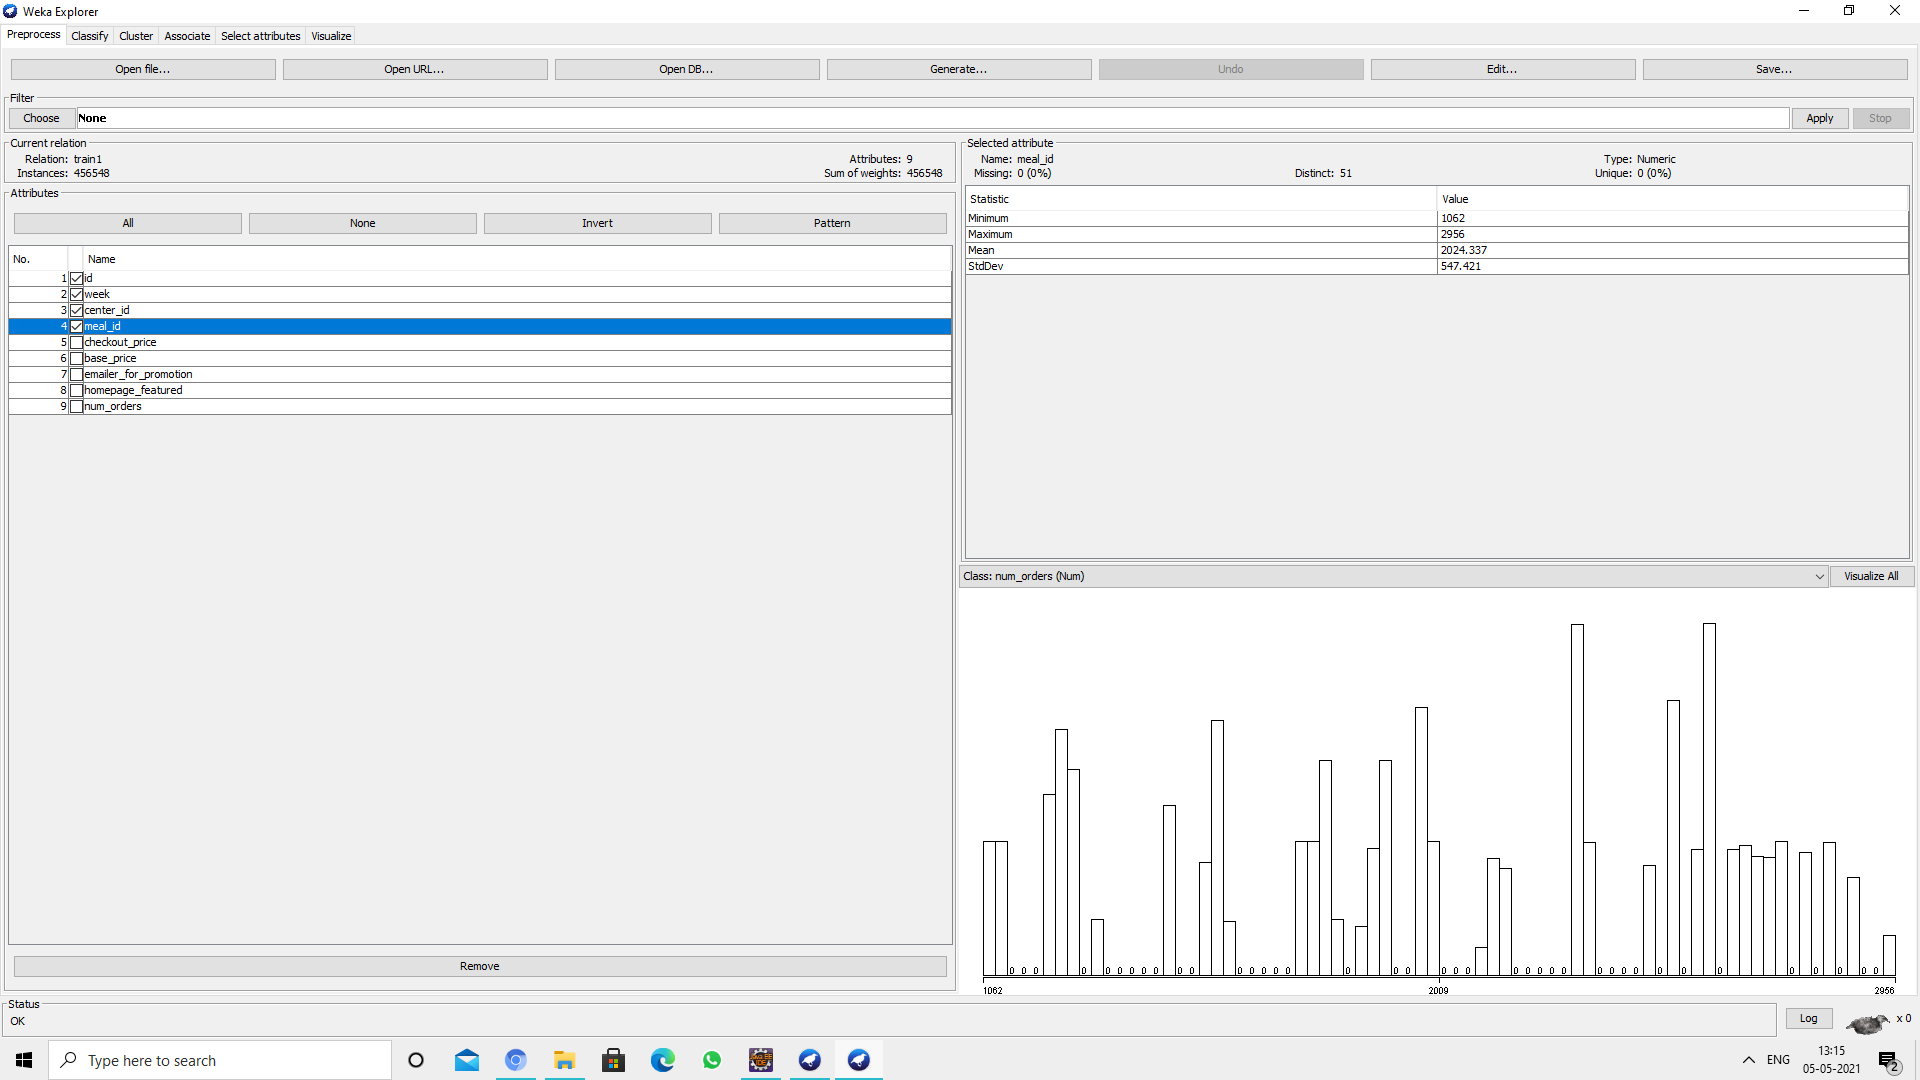 Weka Explorer
Preprocess Classify Cluster Associate Select attributes Visualize
Open file... Open URL... Open DB... Generate... Undo Edit... Save...
Filter
Choose None Apply Stop
Current relation
Relation: train1 Attributes: 9
Instances: 456548 Sum of weights: 456548
Attributes
All None Invert Pattern
No. Name
1 id
2 week
3 center_id
4 meal_id
5 checkout_price
6 base_price
7 emailer_for_promotion
8 homepage_featured
9 num_orders
Remove
Selected attribute
Name: meal_id Type: Numeric
Missing: 0 (0%) Distinct: 51 Unique: 0 (0%)
Statistic Value
Minimum 1062
Maximum 2956
Mean 2024.337
StdDev 547.421
Class: num_orders (Num) Visualize All
0 0 0 0 0 0 0 0 0 0 0 0 0 0 0 0 0 0 0 0 0 0 0 0 0 0 0 0 0 0 0 0 0 0 0 0 0 0
1062 2009 2956
Status
OK
Log x 0
Type here to search
ENG
13:15
05-05-2021
2